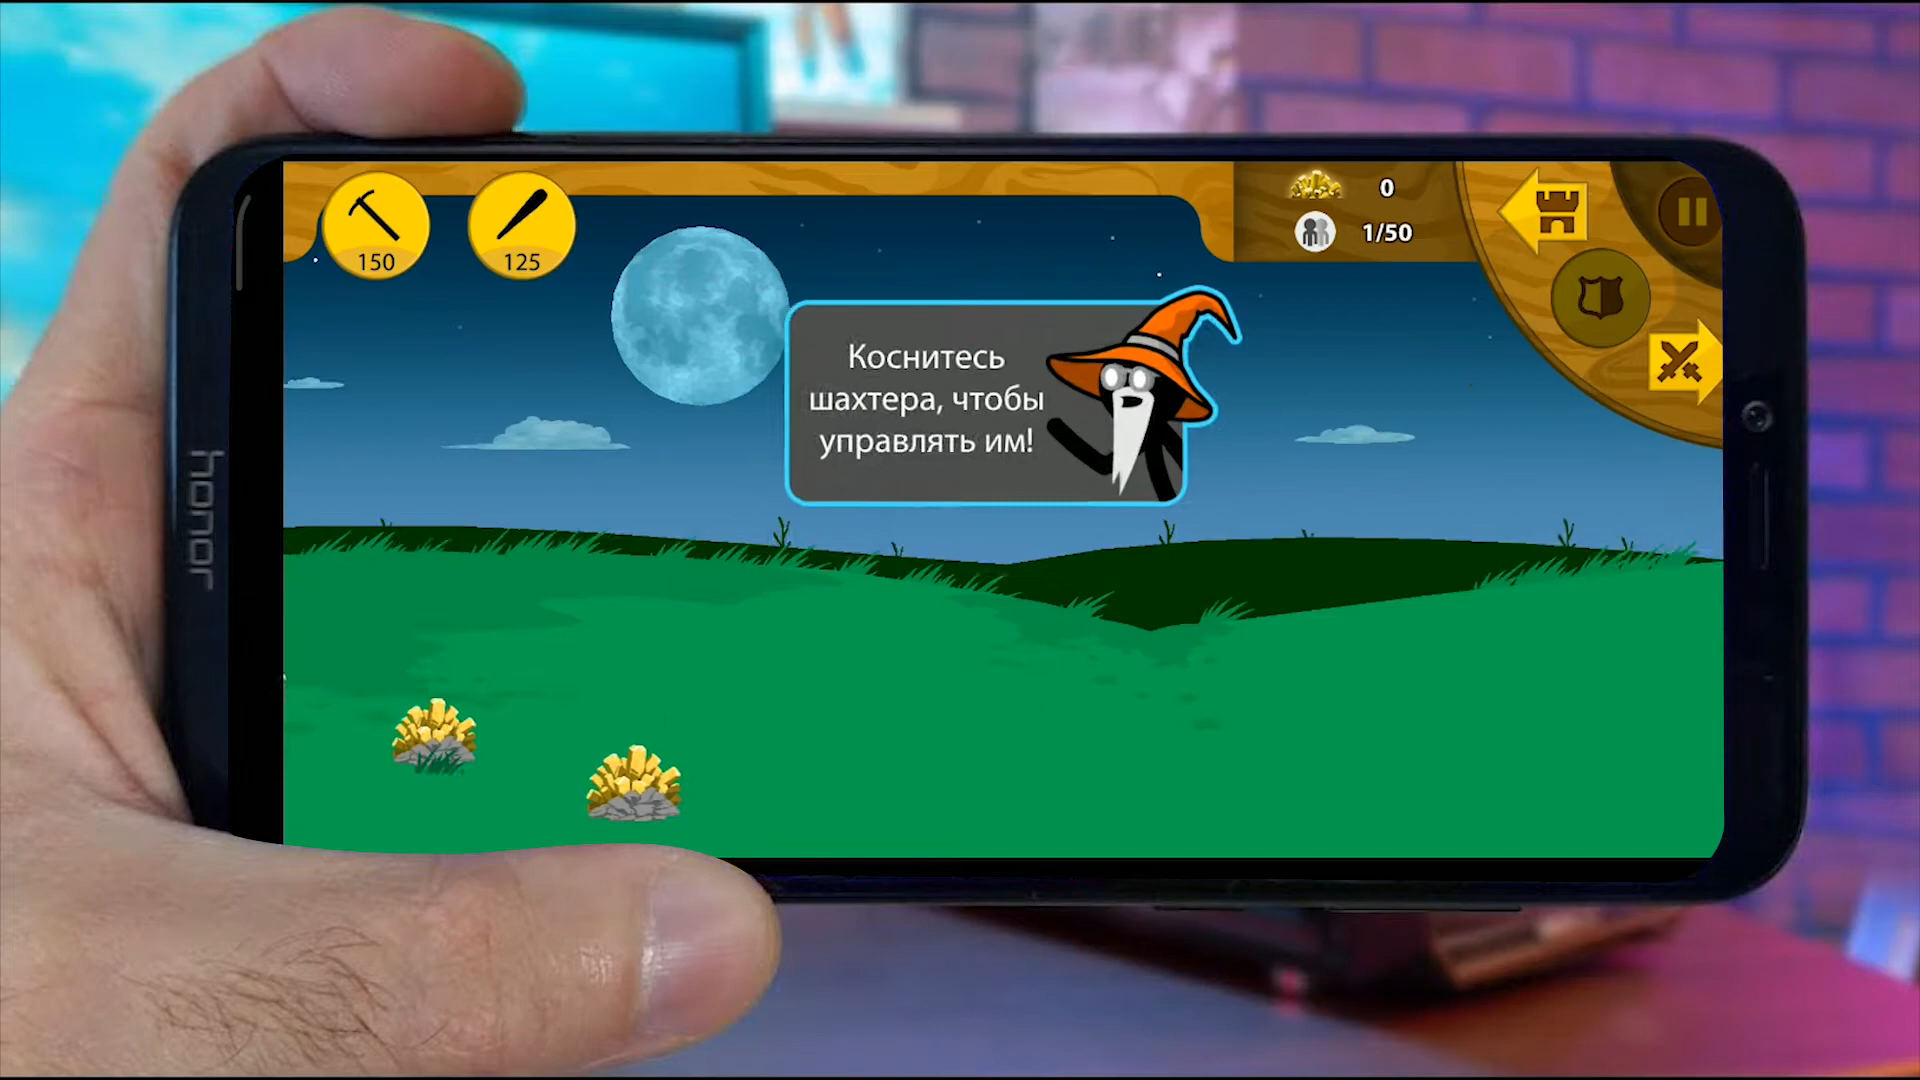 150
125
0
1/50
Коснитесь
шахтера, чтобы
управлять им!
honor